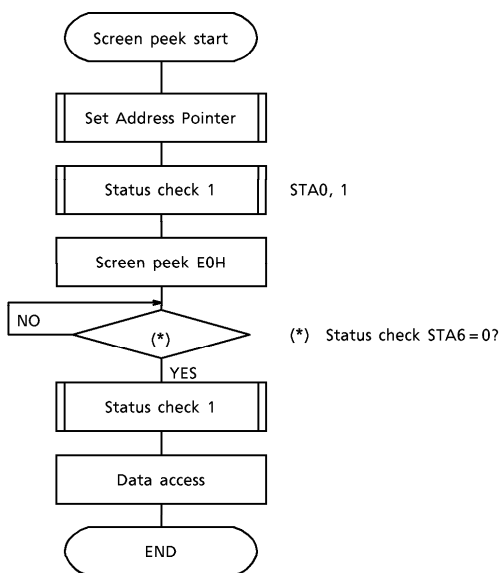 Screen peek start
Set Address Pointer
Status check 1
STA0, 1
Screen peek E0H
NO
(*)
(*) Status check STA6 = 0?
YES
Status check 1
Data access
END